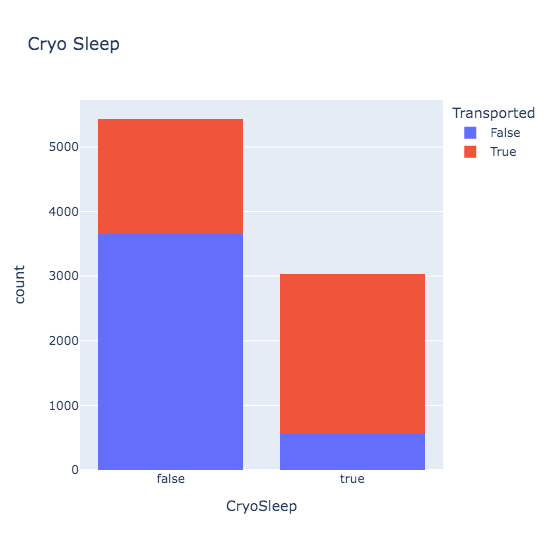 Cryo Sleep
Transported
False
True
5000
4000
3000
2000
1000
0
count
false
true
CryoSleep